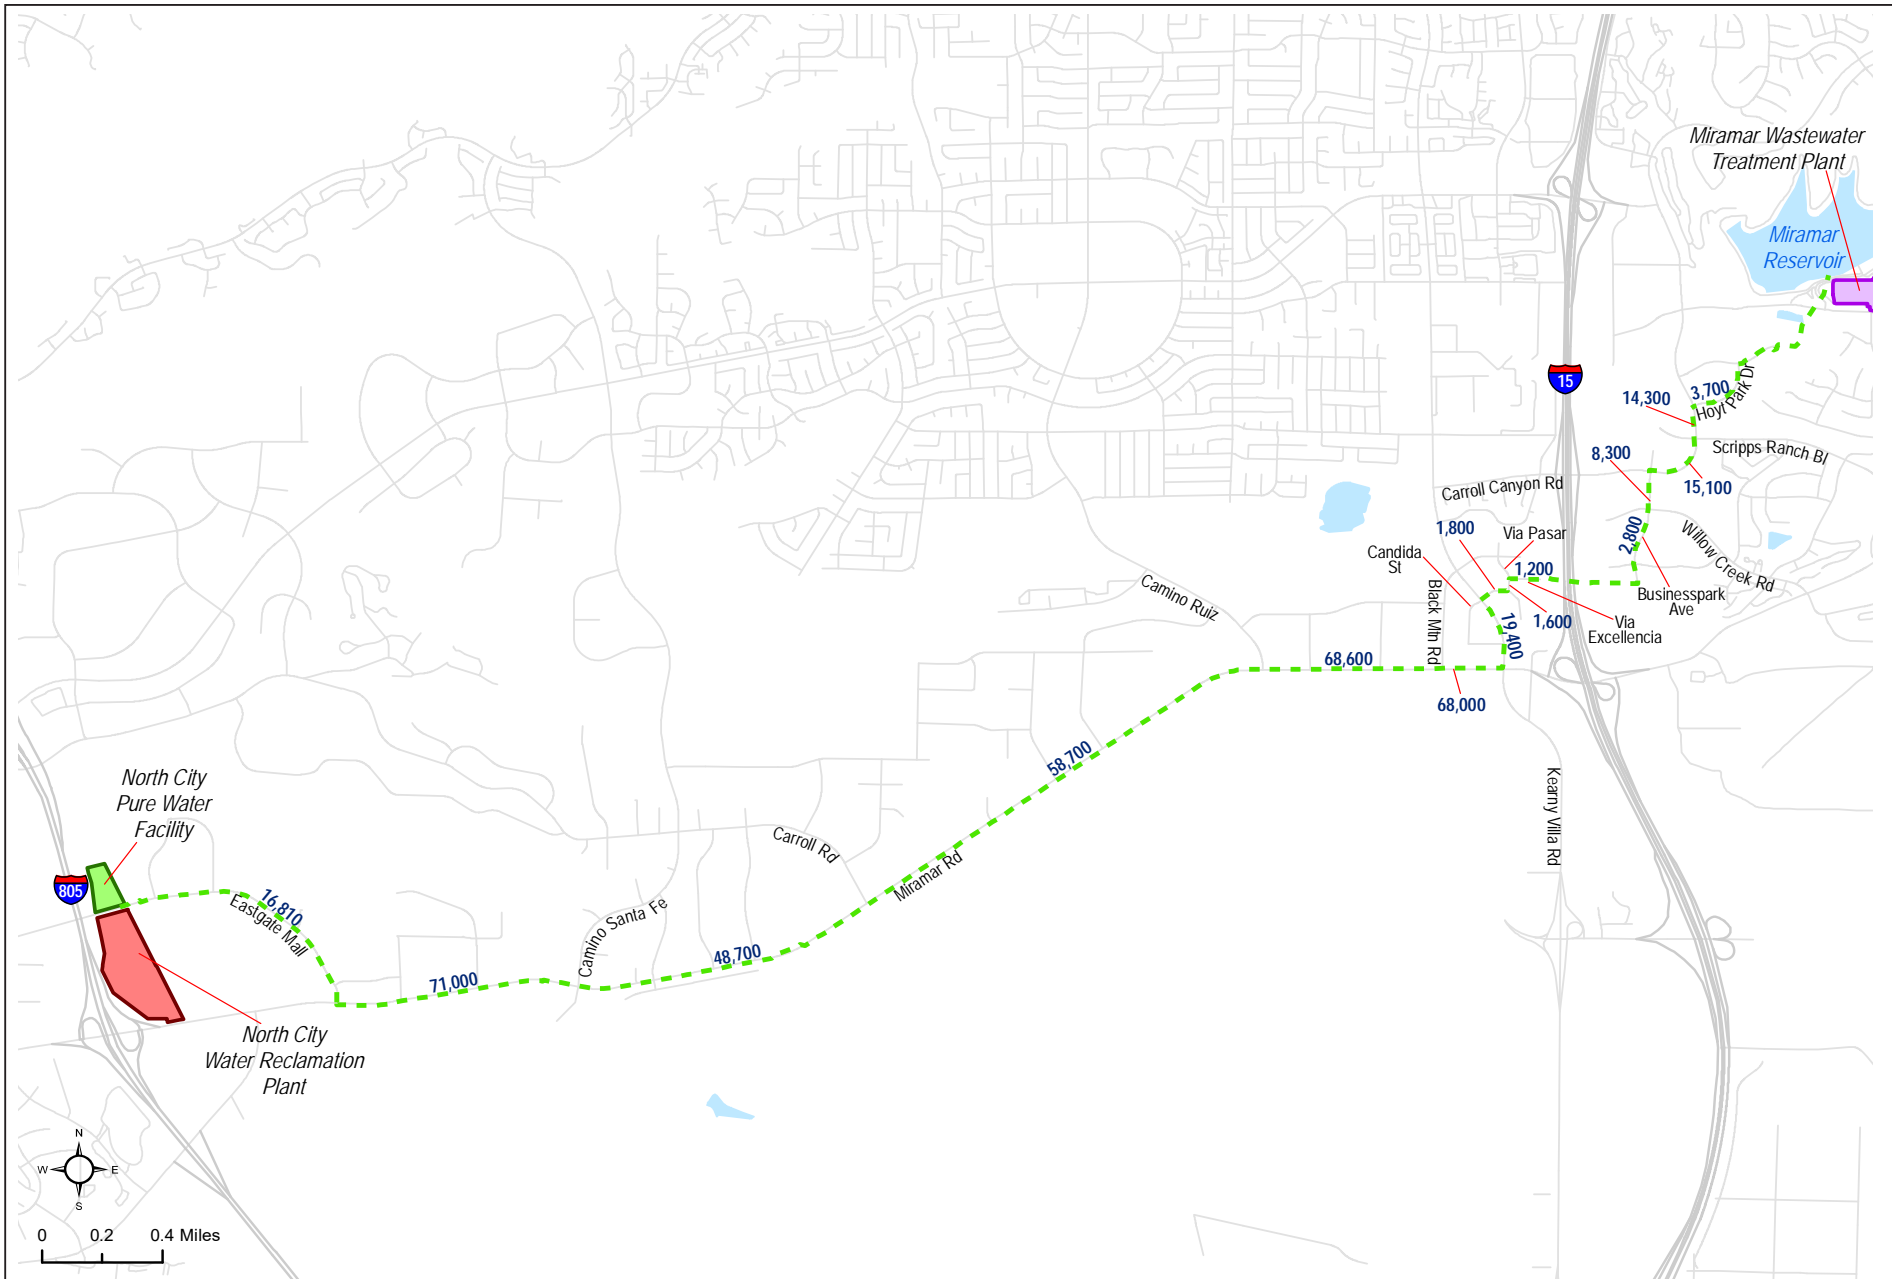 Miramar Wastewater
Treatment Plant
Miramar
Reservoir
15
14,300
3,700
Hoyt Park Dr
8,300
Scripps Ranch Bl
15,100
Carroll Canyon Rd
1,800
Via Pasar
2,800
Willow Creek Rd
Candida
St
1,200
Camino Ruiz
Black Mtn Rd
Businesspark
Ave
1,600
Via
Excellencia
19,400
68,600
68,000
58,700
Kearny Villa Rd
North City
Pure Water
Facility
Carroll Rd
Miramar Rd
805
16,810
Eastgate Mall
Camino Santa Fe
48,700
71,000
North City
Water Reclamation
Plant
N
W E
S
0 0.2 0.4 Miles